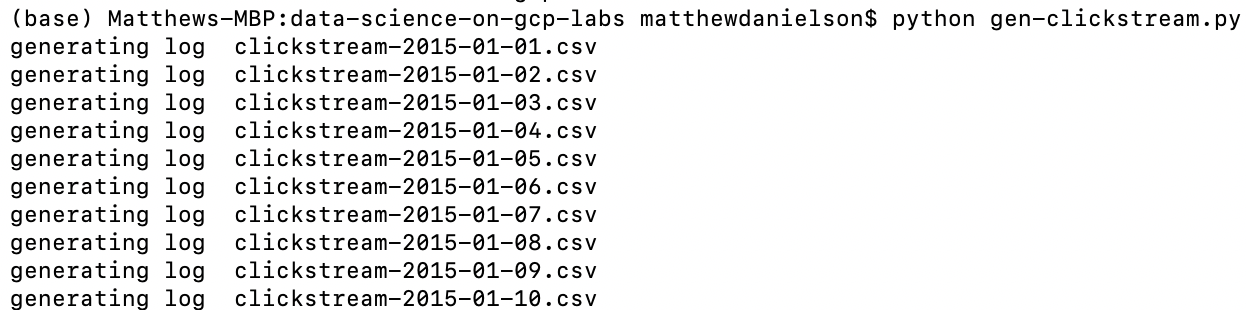 (base) Matthews-MBP:data-science-on-gcp-labs matthewdanielson$ python gen-clickstream.py
generating log  clickstream-2015-01-01.csv
generating log  clickstream-2015-01-02.csv
generating log  clickstream-2015-01-03.csv
generating log  clickstream-2015-01-04.csv
generating log  clickstream-2015-01-05.csv
generating log  clickstream-2015-01-06.csv
generating log  clickstream-2015-01-07.csv
generating log  clickstream-2015-01-08.csv
generating log  clickstream-2015-01-09.csv
generating log  clickstream-2015-01-10.csv